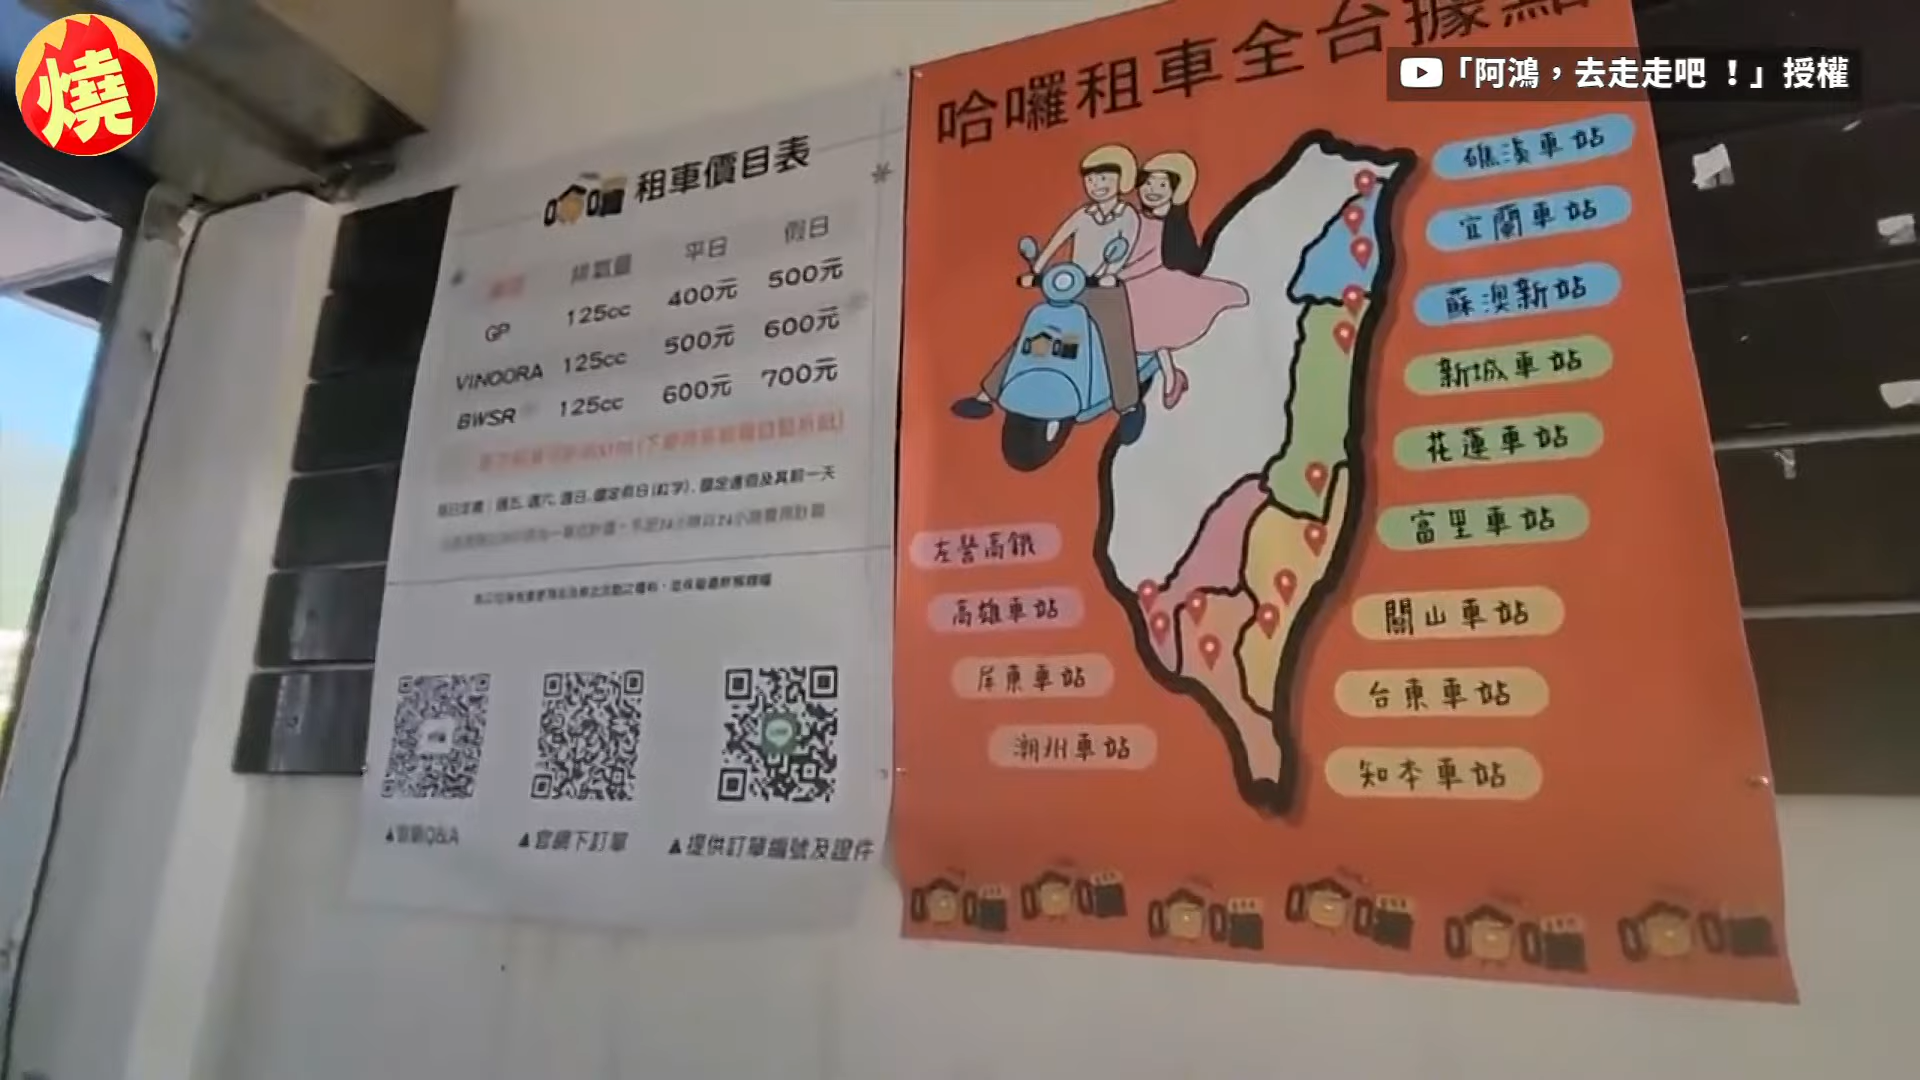 燒
「阿鴻，去走走吧！」授權
租車價目表
排氣量 平日 假日
GP 125cc 400元 500元
VINOORA 125cc 500元 600元
BWSR 125cc 600元 700元
▲官網Q&A
▲官網下訂單
▲提供訂單編號及證件
哈囉租車全台據點
礁溪車站
宜蘭車站
蘇澳新站
新城車站
花蓮車站
富里車站
關山車站
台東車站
知本車站
左營高鐵
高雄車站
屏東車站
潮州車站